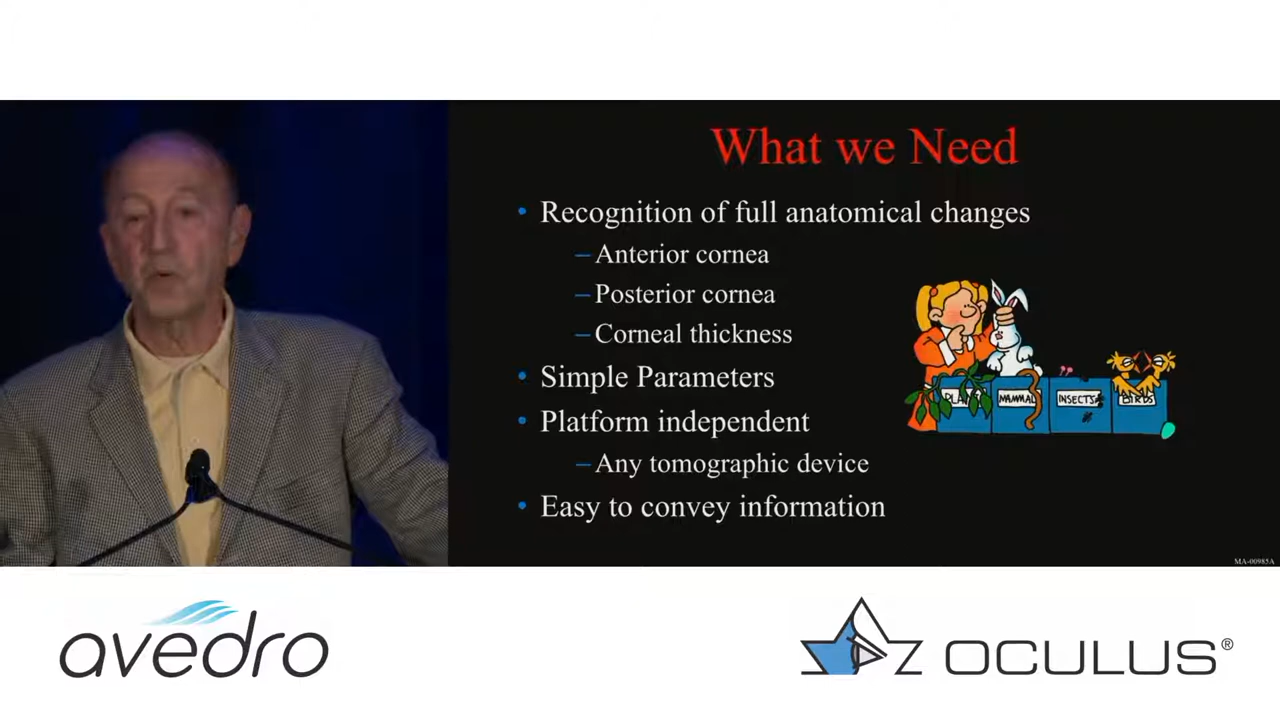 What we Need
• Recognition of full anatomical changes
– Anterior cornea
– Posterior cornea
– Corneal thickness
• Simple Parameters
• Platform independent
– Any tomographic device
• Easy to convey information
MAMMAL
INSECTS
BIRDS
MA-00985A
avedro
OCULUS®